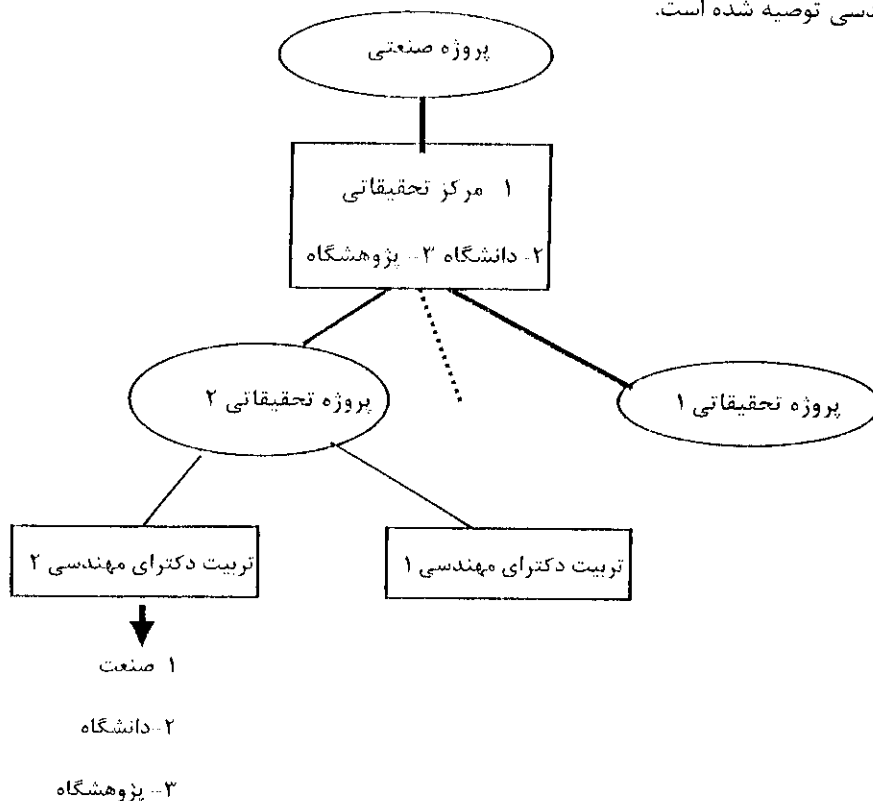 دسی توصیه شده است.
پروژه صنعتی
۱ مرکز تحقیقاتی
۲- دانشگاه ۳-- پژوهشگاه
پروژه تحقیقاتی ۱
پروژه تحقیقاتی ۲
تربیت دکترای مهندسی ۱
تربیت دکترای مهندسی ۲
۱ صنعت
۲--دانشگاه
۳-- پژوهشگاه